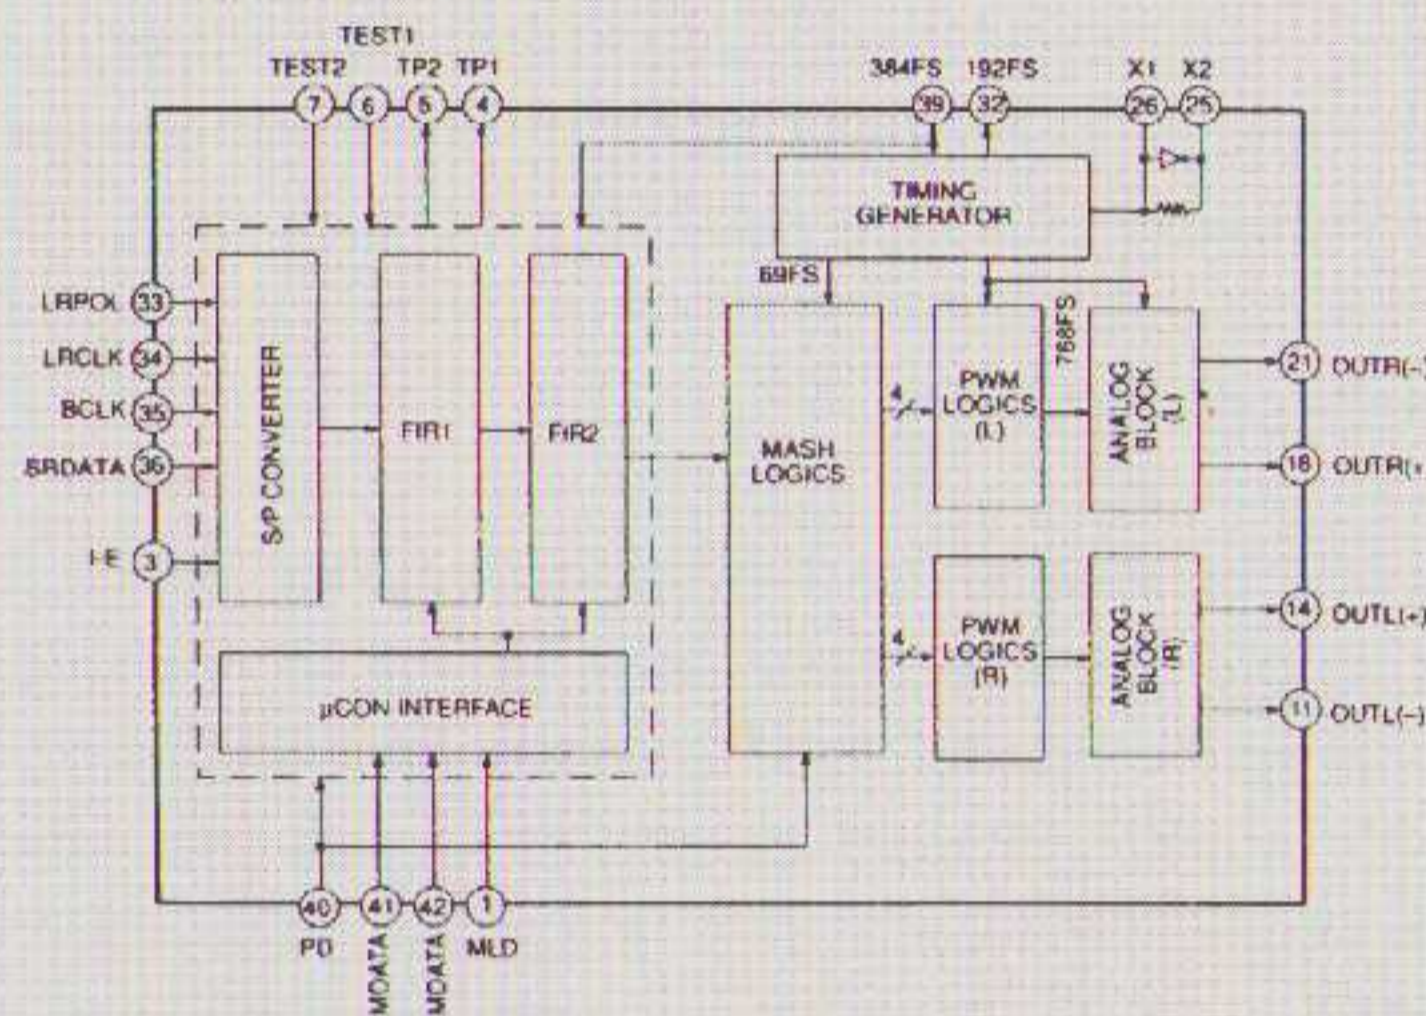 TEST1
TEST2 TP2 TP1
384FS 192FS X1 X2
7 6 5 4
39 32 26 25
TIMING
GENERATOR
69FS
768FS
LRPOL 33
LRCLK 34
BCLK 35
SRDATA 36
3
S/P CONVERTER
FIR1
FIR2
MASH
LOGICS
4
PWM
LOGICS
(L)
ANALOG
BLOCK
(L)
21 OUTR(-)
18 OUTR(+
4
PWM
LOGICS
(R)
ANALOG
BLOCK
(R)
14 OUTL(+)
11 OUTL(-)
µCON INTERFACE
40 41 42 1
PD
MDATA
MDATA
MLD